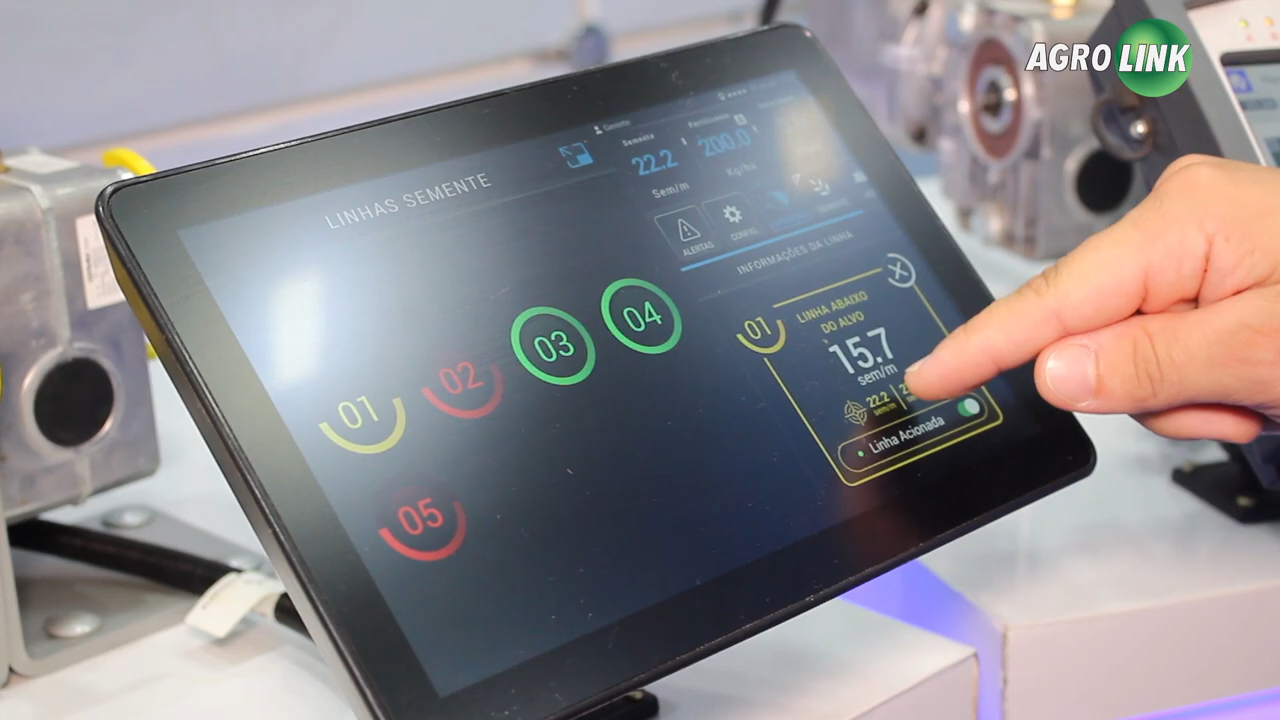 AGRO LINK
LINHAS SEMENTE
Semente
22.2
Sem/m
Fertilizante
200.0
Kg/ha
ALERTAS
CONFIG
INFORMAÇÕES DA LINHA
01
LINHA ABAIXO
DO ALVO
15.7
sem/m
22.2
sem/m
Linha Acionada
01
02
03
04
05